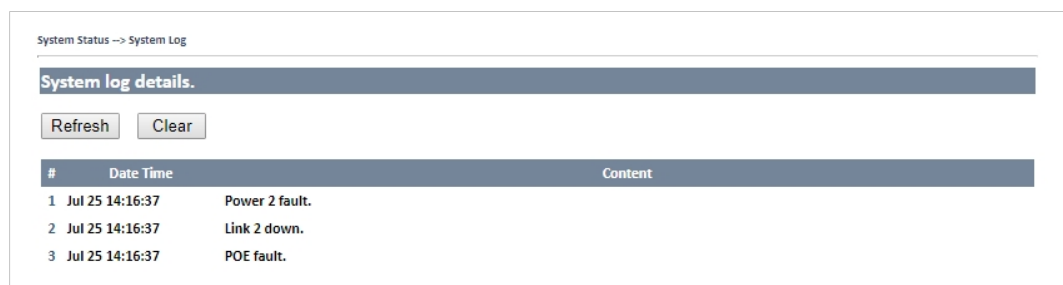 System Status --> System Log
System log details.
Refresh Clear
# Date Time Content
1 Jul 25 14:16:37 Power 2 fault.
2 Jul 25 14:16:37 Link 2 down.
3 Jul 25 14:16:37 POE fault.